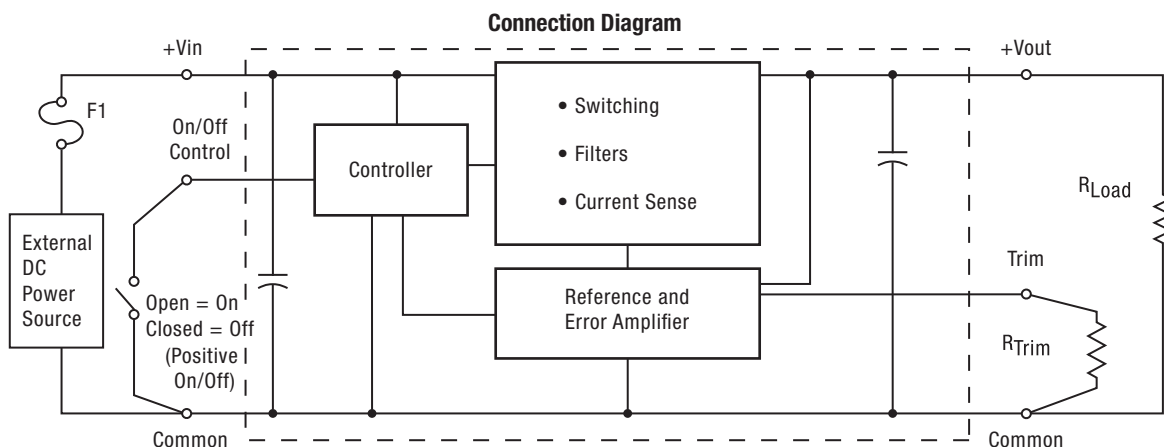 Connection Diagram
+Vin
+Vout
F1
On/Off
Control
Controller
• Switching
• Filters
• Current Sense
RLoad
External
DC
Power
Source
Open = On
Closed = Off
(Positive
On/Off)
Reference and
Error Amplifier
Trim
RTrim
Common
Common